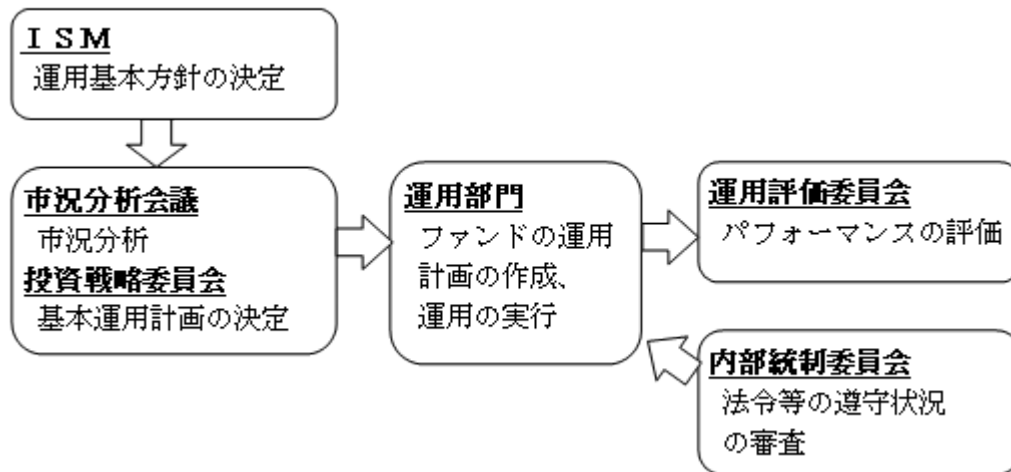 ＩＳＭ
運用基本方針の決定
市況分析会議
市況分析
投資戦略委員会
基本運用計画の決定
運用部門
ファンドの運用
計画の作成、
運用の実行
運用評価委員会
パフォーマンスの評価
内部統制委員会
法令等の遵守状況
の審査